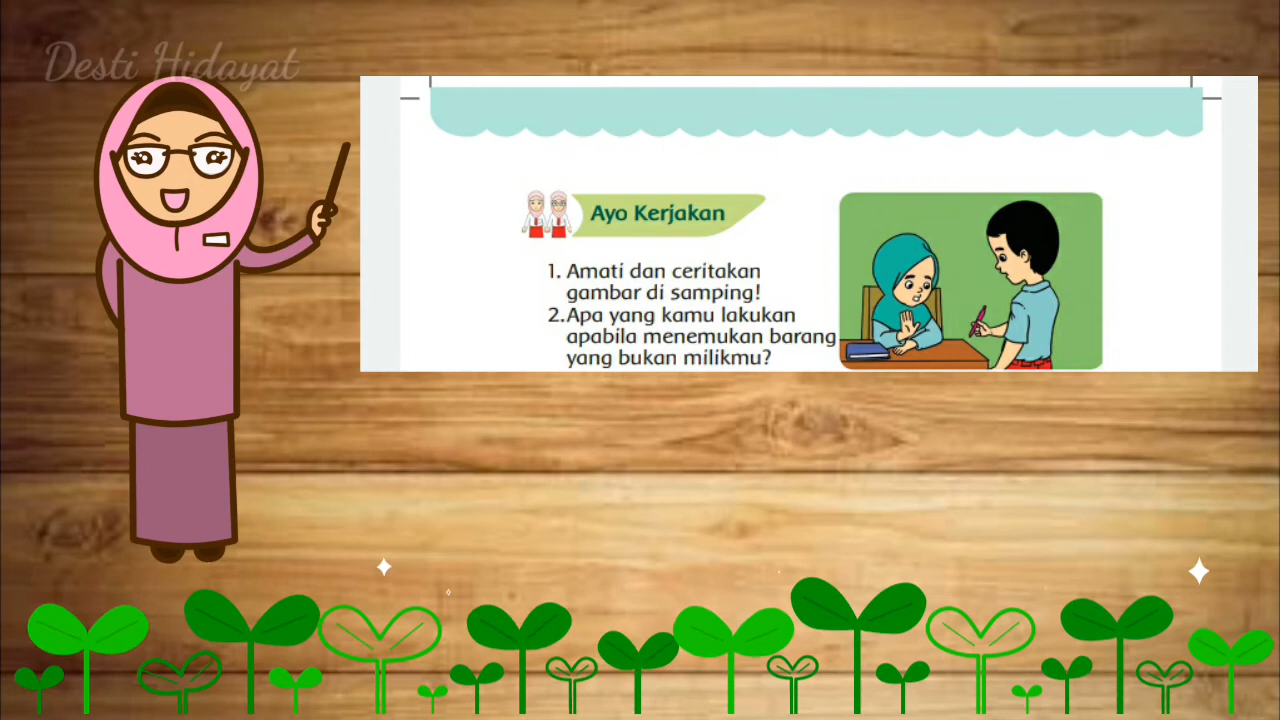 Desti Hidayat
Ayo Kerjakan
1. Amati dan ceritakan
gambar di samping!
2. Apa yang kamu lakukan
apabila menemukan barang
yang bukan milikmu?